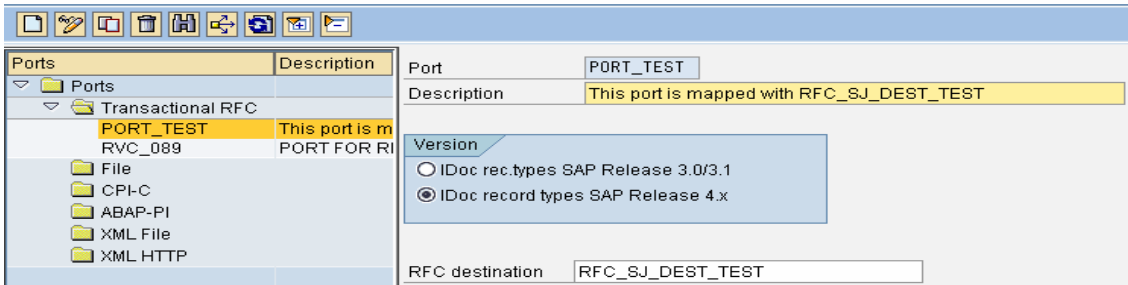 Ports Description
Ports
Transactional RFC
PORT_TEST This port is m
RVC_089 PORT FOR RI
File
CPI-C
ABAP-PI
XML File
XML HTTP
Port PORT_TEST
Description This port is mapped with RFC_SJ_DEST_TEST
Version
IDoc rec.types SAP Release 3.0/3.1
IDoc record types SAP Release 4.x
RFC destination RFC_SJ_DEST_TEST